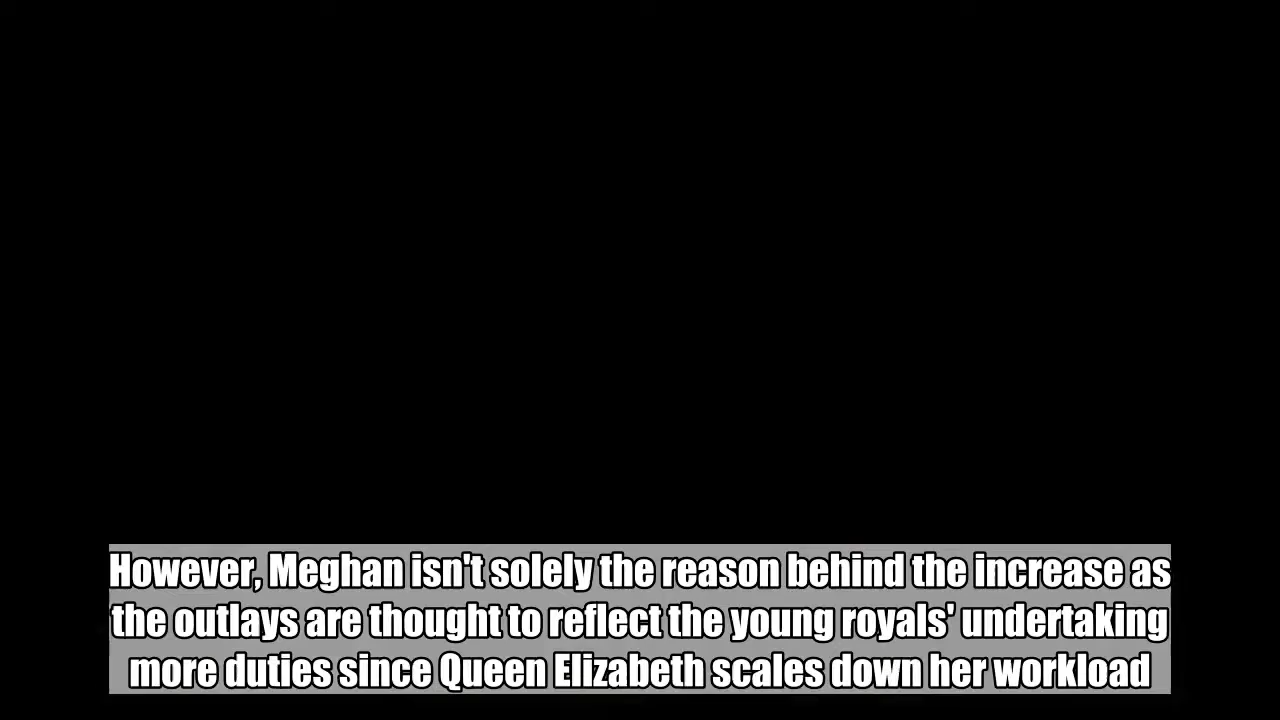 However, Meghan isn't solely the reason behind the increase as
the outlays are thought to reflect the young royals' undertaking
more duties since Queen Elizabeth scales down her workload